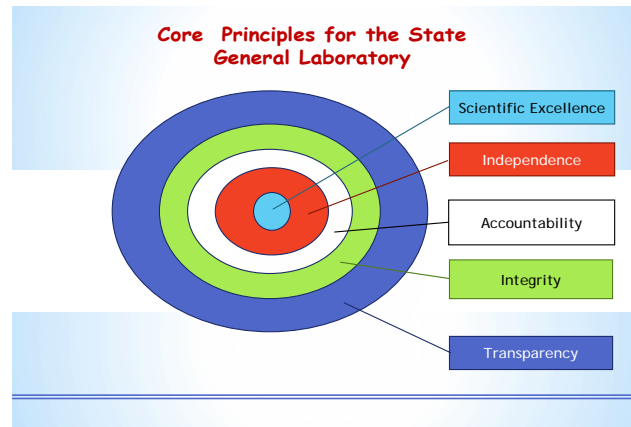 Core Principles for the State
General Laboratory
Scientific Excellence
Independence
Accountability
Integrity
Transparency